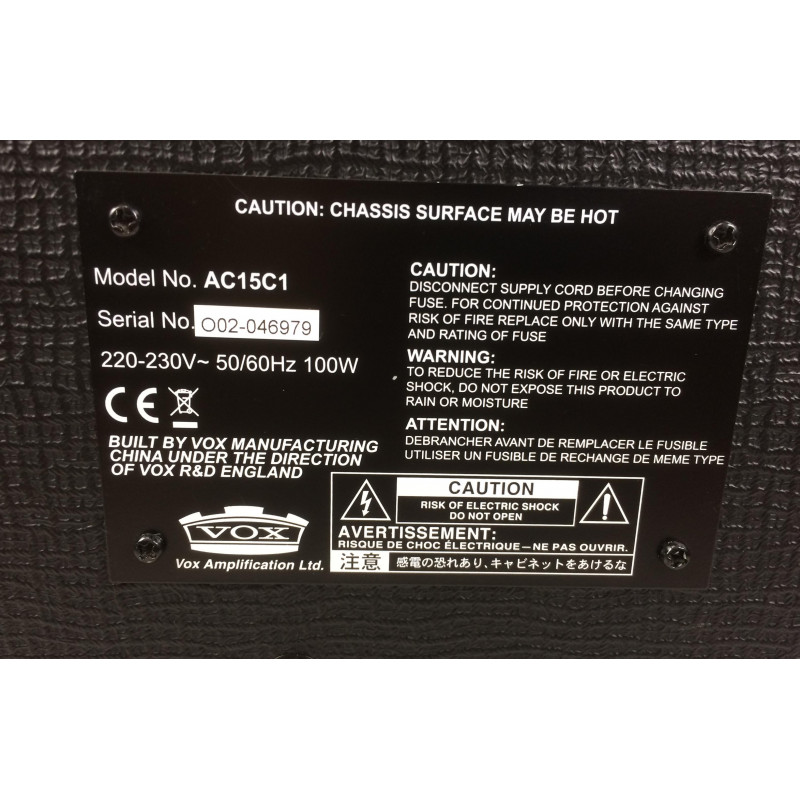 CAUTION: CHASSIS SURFACE MAY BE HOT
Model No. AC15C1
Serial No. O02-046979
220-230V~ 50/60Hz 100W
CE
BUILT BY VOX MANUFACTURING
CHINA UNDER THE DIRECTION
OF VOX R&D ENGLAND
VOX
Vox Amplification Ltd.
CAUTION:
DISCONNECT SUPPLY CORD BEFORE CHANGING
FUSE. FOR CONTINUED PROTECTION AGAINST
RISK OF FIRE REPLACE ONLY WITH THE SAME TYPE
AND RATING OF FUSE
WARNING:
TO REDUCE THE RISK OF FIRE OR ELECTRIC
SHOCK, DO NOT EXPOSE THIS PRODUCT TO
RAIN OR MOISTURE
ATTENTION:
DEBRANCHER AVANT DE REMPLACER LE FUSIBLE
UTILISER UN FUSIBLE DE RECHANGE DE MEME TYPE
CAUTION
RISK OF ELECTRIC SHOCK
DO NOT OPEN
AVERTISSEMENT:
RISQUE DE CHOC ÉLECTRIQUE—NE PAS OUVRIR.
注意 感電の恐れあり、キャビネットをあけるな